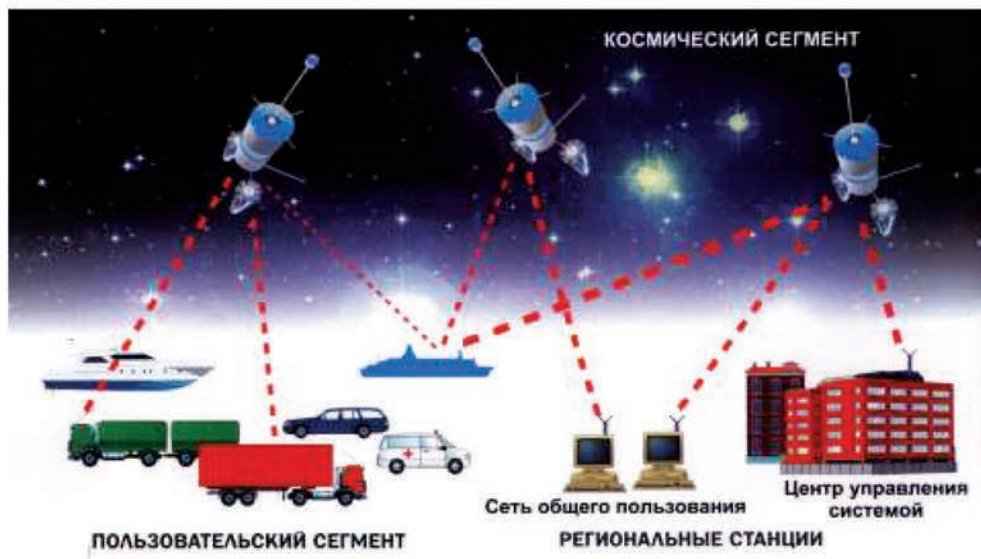 КОСМИЧЕСКИЙ СЕГМЕНТ
Сеть общего пользования
Центр управления
системой
ПОЛЬЗОВАТЕЛЬСКИЙ СЕГМЕНТ
РЕГИОНАЛЬНЫЕ СТАНЦИИ